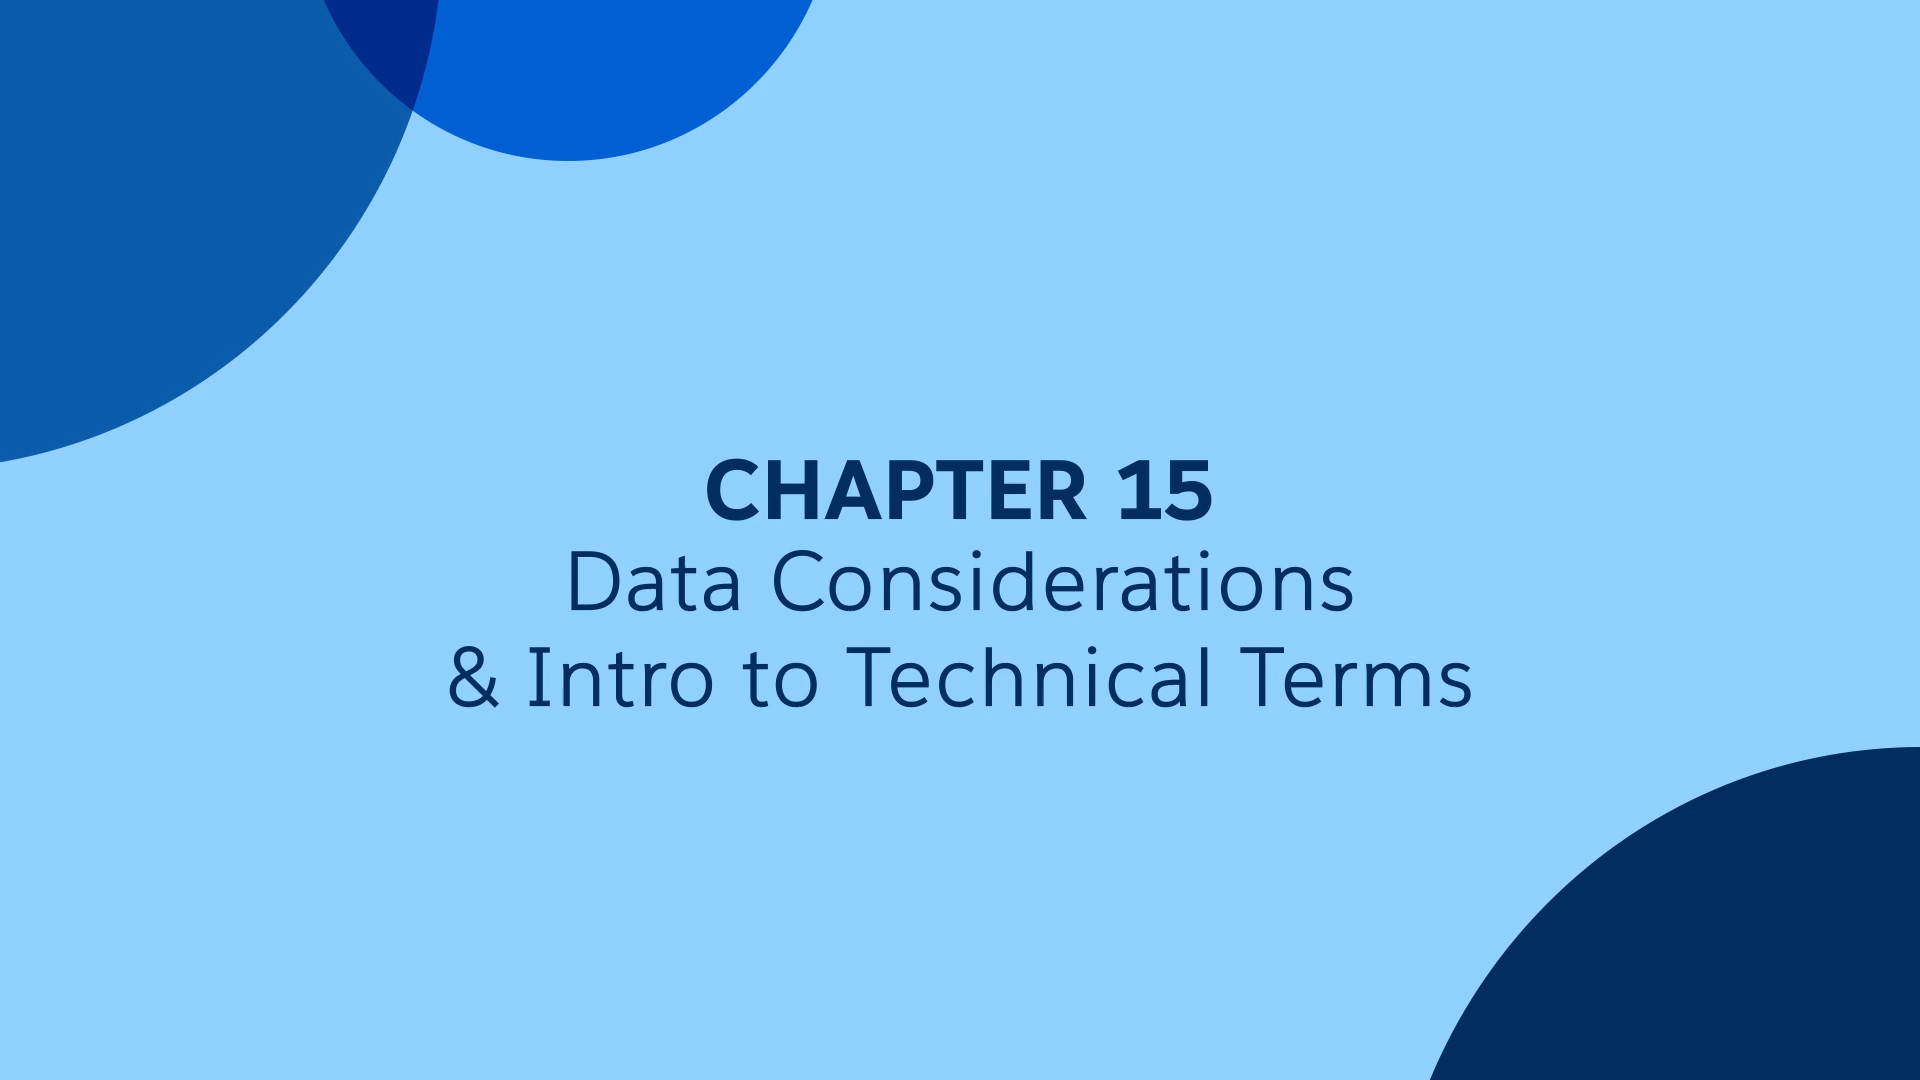 CHAPTER 15
Data Considerations
& Intro to Technical Terms